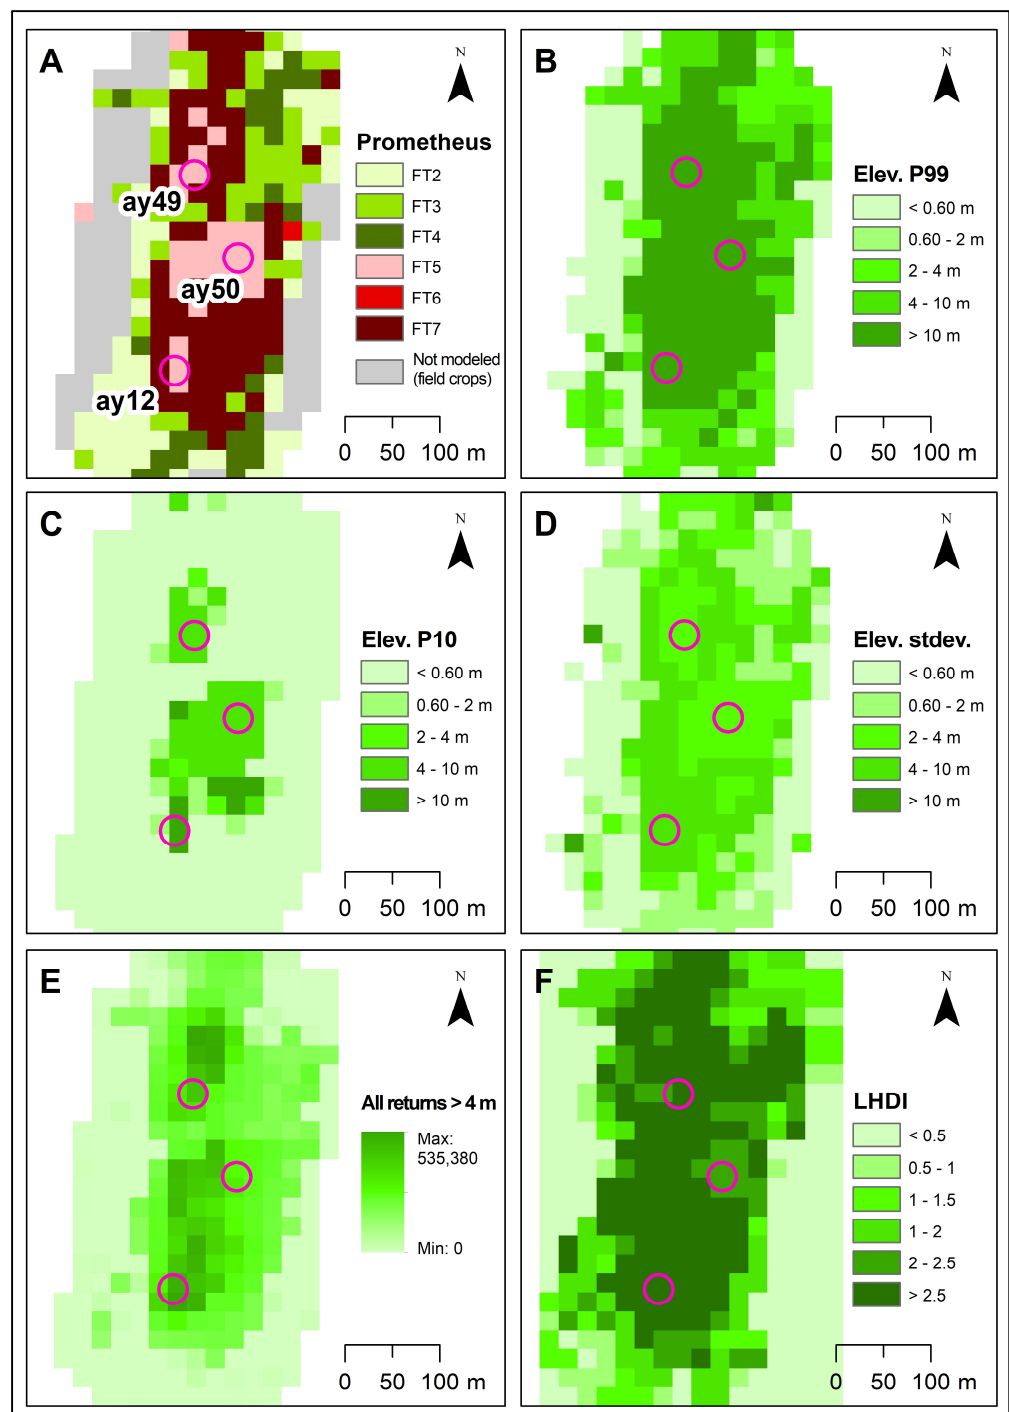 A
N
Prometheus
FT2
FT3
FT4
FT5
FT6
FT7
Not modeled
(field crops)
ay49
ay50
ay12
0 50 100 m
B
N
Elev. P99
< 0.60 m
0.60 - 2 m
2 - 4 m
4 - 10 m
> 10 m
0 50 100 m
C
N
Elev. P10
< 0.60 m
0.60 - 2 m
2 - 4 m
4 - 10 m
> 10 m
0 50 100 m
D
N
Elev. stdev.
< 0.60 m
0.60 - 2 m
2 - 4 m
4 - 10 m
> 10 m
0 50 100 m
E
N
All returns > 4 m
Max:
535,380
Min: 0
0 50 100 m
F
N
LHDI
< 0.5
0.5 - 1
1 - 1.5
1 - 2
2 - 2.5
> 2.5
0 50 100 m